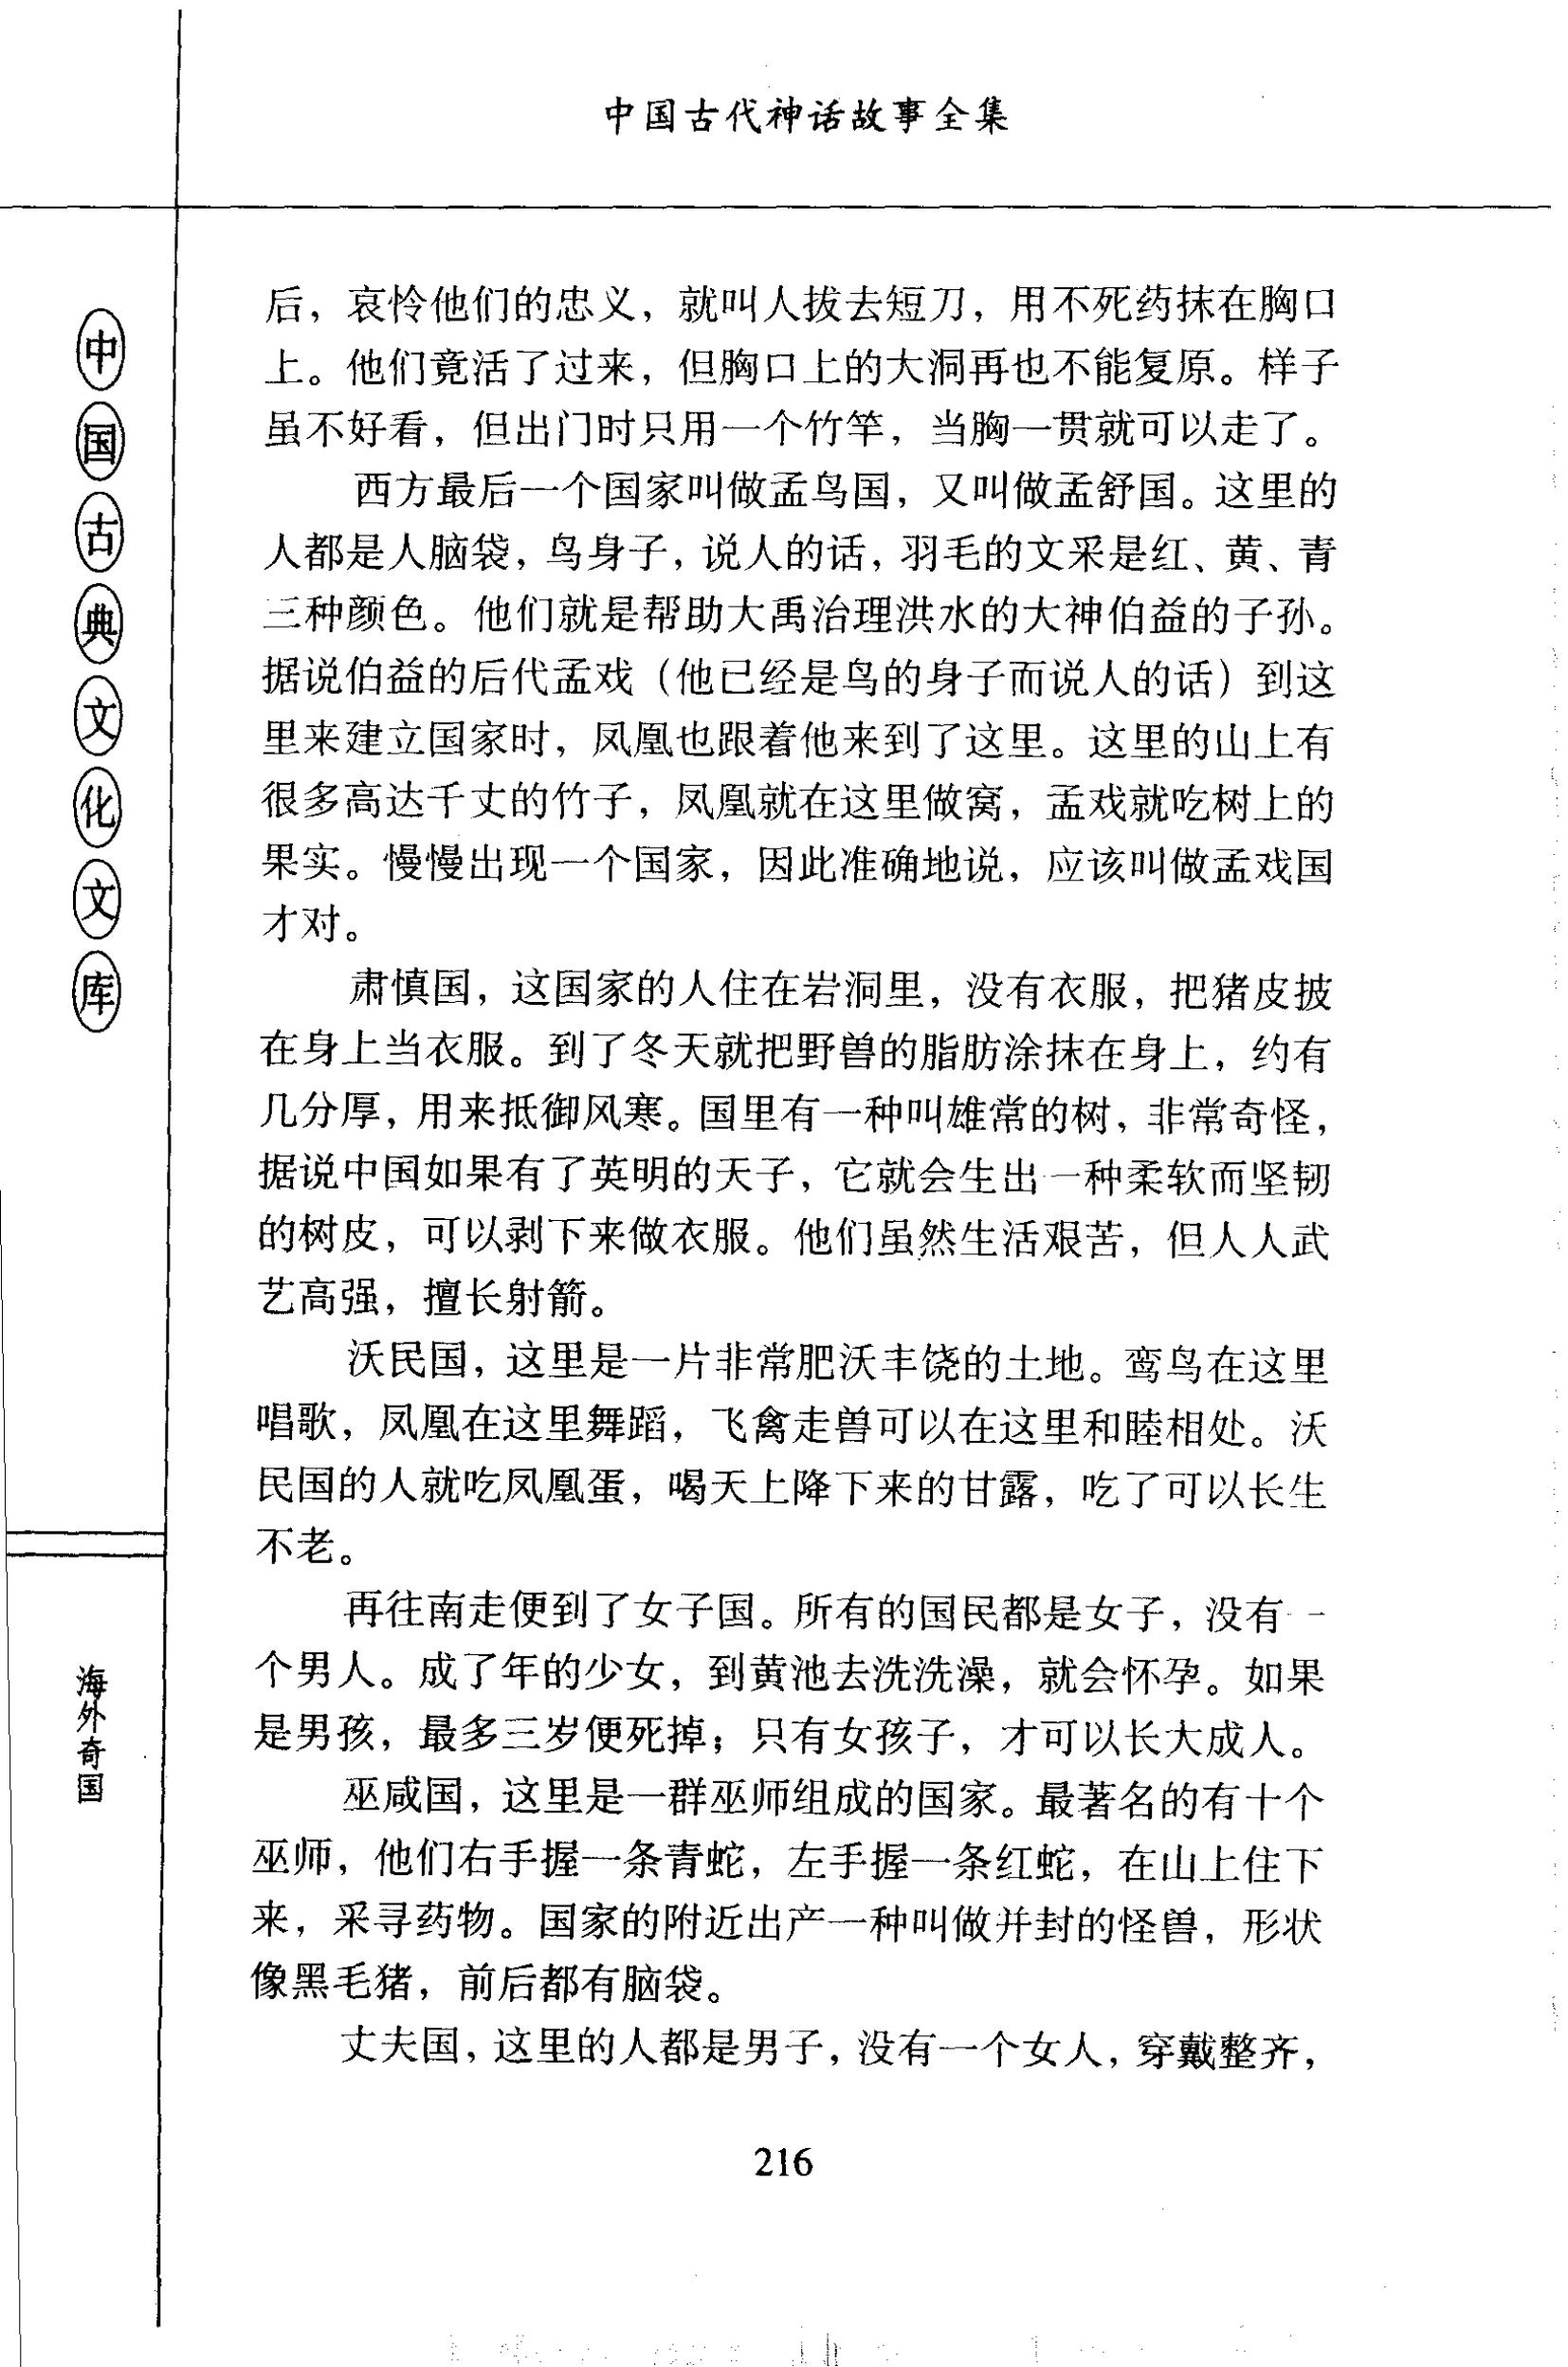 中国古代神话故事全集
中国古典文化文库
海外奇国
后，哀怜他们的忠义，就叫人拔去短刀，用不死药抹在胸口
上。他们竟活了过来，但胸口上的大洞再也不能复原。样子
虽不好看，但出门时只用一个竹竿，当胸一贯就可以走了。
西方最后一个国家叫做孟鸟国，又叫做孟舒国。这里的
人都是人脑袋，鸟身子，说人的话，羽毛的文采是红、黄、青
三种颜色。他们就是帮助大禹治理洪水的大神伯益的子孙。
据说伯益的后代孟戏（他已经是鸟的身子而说人的话）到这
里来建立国家时，凤凰也跟着他来到了这里。这里的山上有
很多高达千丈的竹子，凤凰就在这里做窝，孟戏就吃树上的
果实。慢慢出现一个国家，因此准确地说，应该叫做孟戏国
才对。
肃慎国，这国家的人住在岩洞里，没有衣服，把猪皮披
在身上当衣服。到了冬天就把野兽的脂肪涂抹在身上，约有
几分厚，用来抵御风寒。国里有一种叫雄常的树，非常奇怪，
据说中国如果有了英明的天子，它就会生出一种柔软而坚韧
的树皮，可以剥下来做衣服。他们虽然生活艰苦，但人人武
艺高强，擅长射箭。
沃民国，这里是一片非常肥沃丰饶的土地。鸾鸟在这里
唱歌，凤凰在这里舞蹈，飞禽走兽可以在这里和睦相处。沃
民国的人就吃凤凰蛋，喝天上降下来的甘露，吃了可以长生
不老。
再往南走便到了女子国。所有的国民都是女子，没有一
个男人。成了年的少女，到黄池去洗洗澡，就会怀孕。如果
是男孩，最多三岁便死掉；只有女孩子，才可以长大成人。
巫咸国，这里是一群巫师组成的国家。最著名的有十个
巫师，他们右手握一条青蛇，左手握一条红蛇，在山上住下
来，采寻药物。国家的附近出产一种叫做并封的怪兽，形状
像黑毛猪，前后都有脑袋。
丈夫国，这里的人都是男子，没有一个女人，穿戴整齐，
216